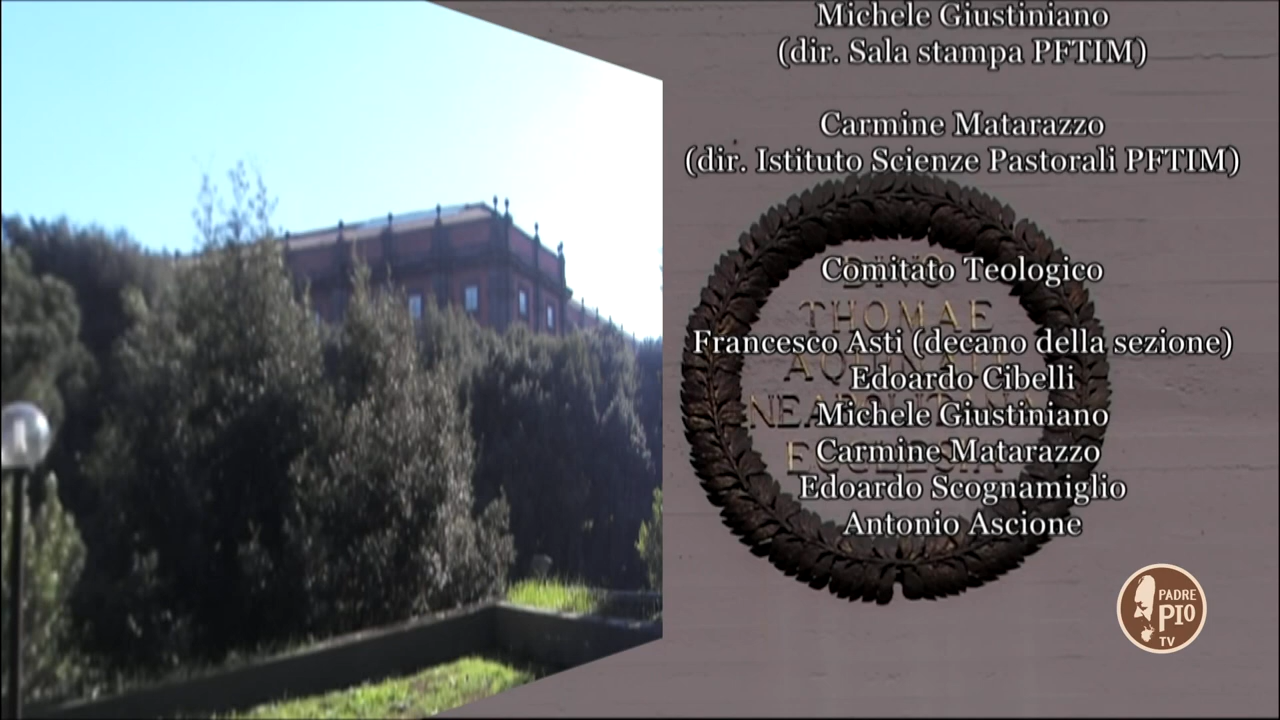 Michele Giustiniano
(dir. Sala stampa PFTIM)
Carmine Matarazzo
(dir. Istituto Scienze Pastorali PFTIM)
Comitato Teologico
Francesco Asti (decano della sezione)
Edoardo Cibelli
Michele Giustiniano
Carmine Matarazzo
Edoardo Scognamiglio
Antonio Ascione
THOMAE
PADRE
PIO
TV